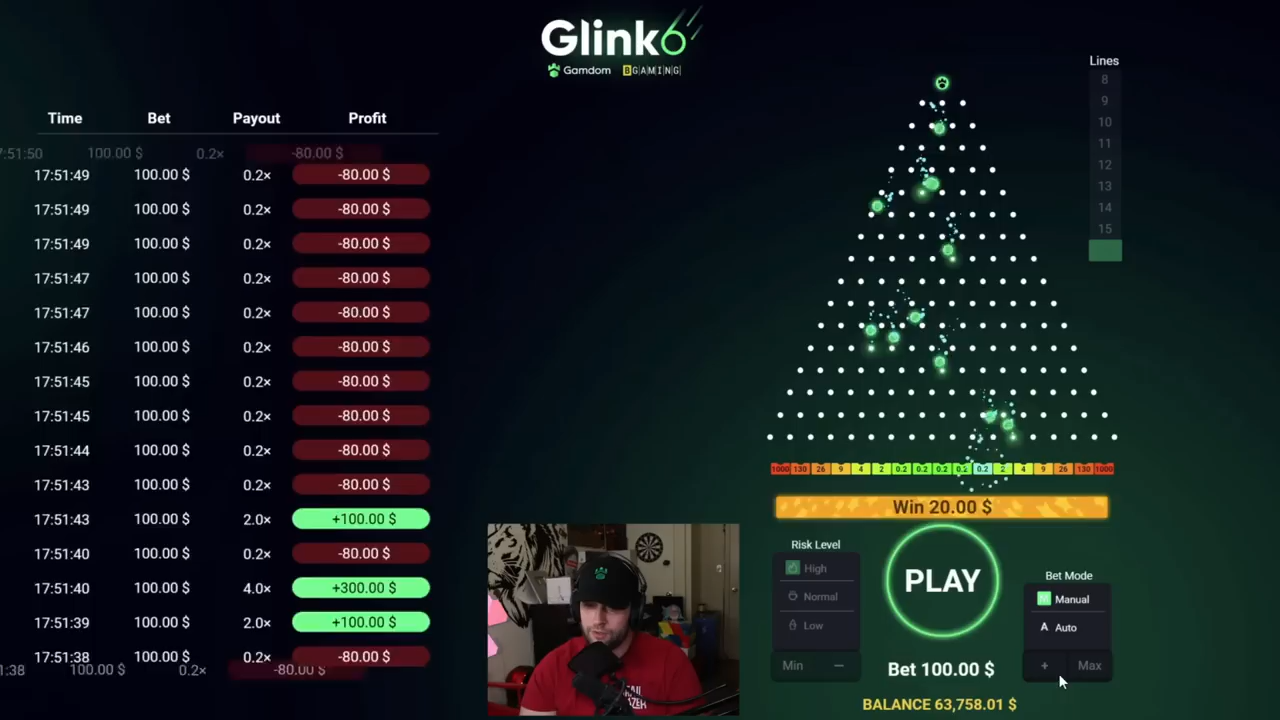 Glink6
Gamdom BGAMING
Time Bet Payout Profit
7:51:50 100.00 $ 0.2× -80.00 $
17:51:49 100.00 $ 0.2× -80.00 $
17:51:49 100.00 $ 0.2× -80.00 $
17:51:49 100.00 $ 0.2× -80.00 $
17:51:47 100.00 $ 0.2× -80.00 $
17:51:47 100.00 $ 0.2× -80.00 $
17:51:46 100.00 $ 0.2× -80.00 $
17:51:45 100.00 $ 0.2× -80.00 $
17:51:45 100.00 $ 0.2× -80.00 $
17:51:44 100.00 $ 0.2× -80.00 $
17:51:43 100.00 $ 0.2× -80.00 $
17:51:43 100.00 $ 2.0× +100.00 $
17:51:40 100.00 $ 0.2× -80.00 $
17:51:40 100.00 $ 4.0× +300.00 $
17:51:39 100.00 $ 2.0× +100.00 $
17:51:38 100.00 $ 0.2× -80.00 $
1:38 100.00 $ 0.2× -80.00 $
Lines
8
9
10
11
12
13
14
15
1000 130 26 9 4 2 0.2 0.2 0.2 0.2 0.2 2 4 9 26 130 1000
Win 20.00 $
Risk Level
High
Normal
Low
Min −
PLAY
Bet 100.00 $
BALANCE 63,758.01 $
Bet Mode
M Manual
A Auto
+ Max